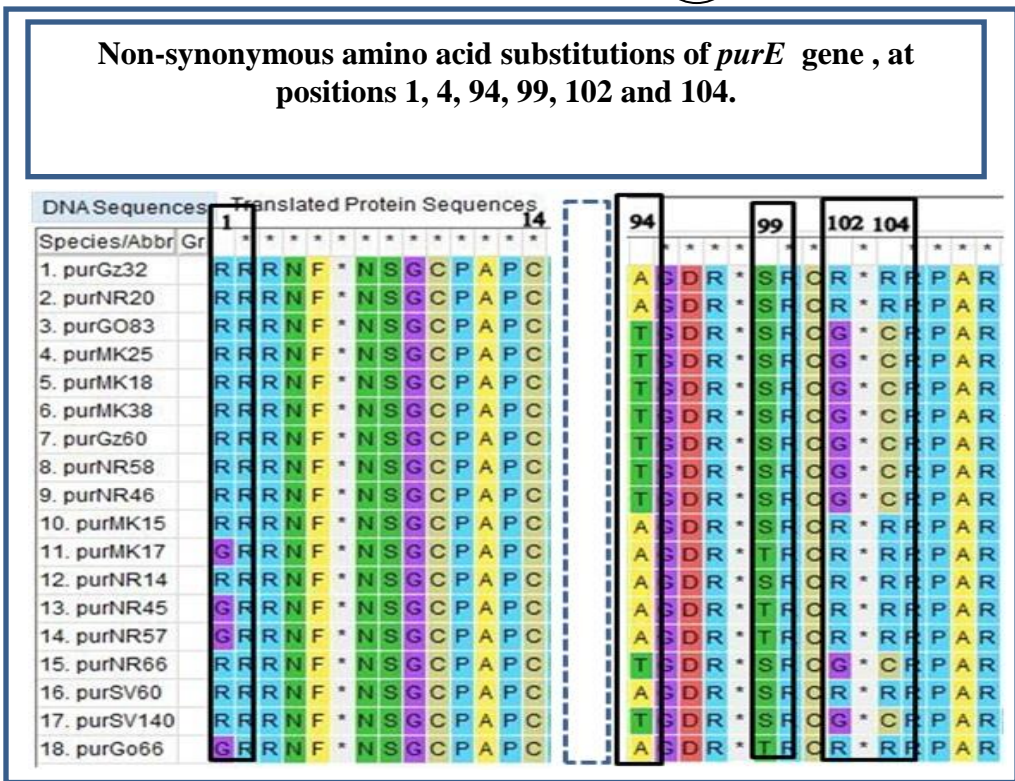 Non-synonymous amino acid substitutions of purE gene , at
positions 1, 4, 94, 99, 102 and 104.
DNA Sequences Translated Protein Sequences
1 14 94 99 102 104
Species/Abbr Gr * * * * * * * * * * * * * * * * * * * * * * *
1. purGz32 R R R N F * N S G C P A P C A G D R * S R C R * R R P A R
2. purNR20 R R R N F * N S G C P A P C A G D R * S R C R * R R P A R
3. purGO83 R R R N F * N S G C P A P C T G D R * S R C G * C R P A R
4. purMK25 R R R N F * N S G C P A P C T G D R * S R C G * C R P A R
5. purMK18 R R R N F * N S G C P A P C T G D R * S R C G * C R P A R
6. purMK38 R R R N F * N S G C P A P C T G D R * S R C G * C R P A R
7. purGz60 R R R N F * N S G C P A P C T G D R * S R C G * C R P A R
8. purNR58 R R R N F * N S G C P A P C T G D R * S R C G * C R P A R
9. purNR46 R R R N F * N S G C P A P C T G D R * S R C G * C R P A R
10. purMK15 R R R N F * N S G C P A P C A G D R * S R C R * R R P A R
11. purMK17 G R R N F * N S G C P A P C A G D R * T R C R * R R P A R
12. purNR14 R R R N F * N S G C P A P C A G D R * S R C R * R R P A R
13. purNR45 G R R N F * N S G C P A P C A G D R * T R C R * R R P A R
14. purNR57 G R R N F * N S G C P A P C A G D R * T R C R * R R P A R
15. purNR66 R R R N F * N S G C P A P C T G D R * S R C G * C R P A R
16. purSV60 R R R N F * N S G C P A P C A G D R * S R C R * R R P A R
17. purSV140 R R R N F * N S G C P A P C T G D R * S R C G * C R P A R
18. purGo66 G R R N F * N S G C P A P C A G D R * T R C R * R R P A R